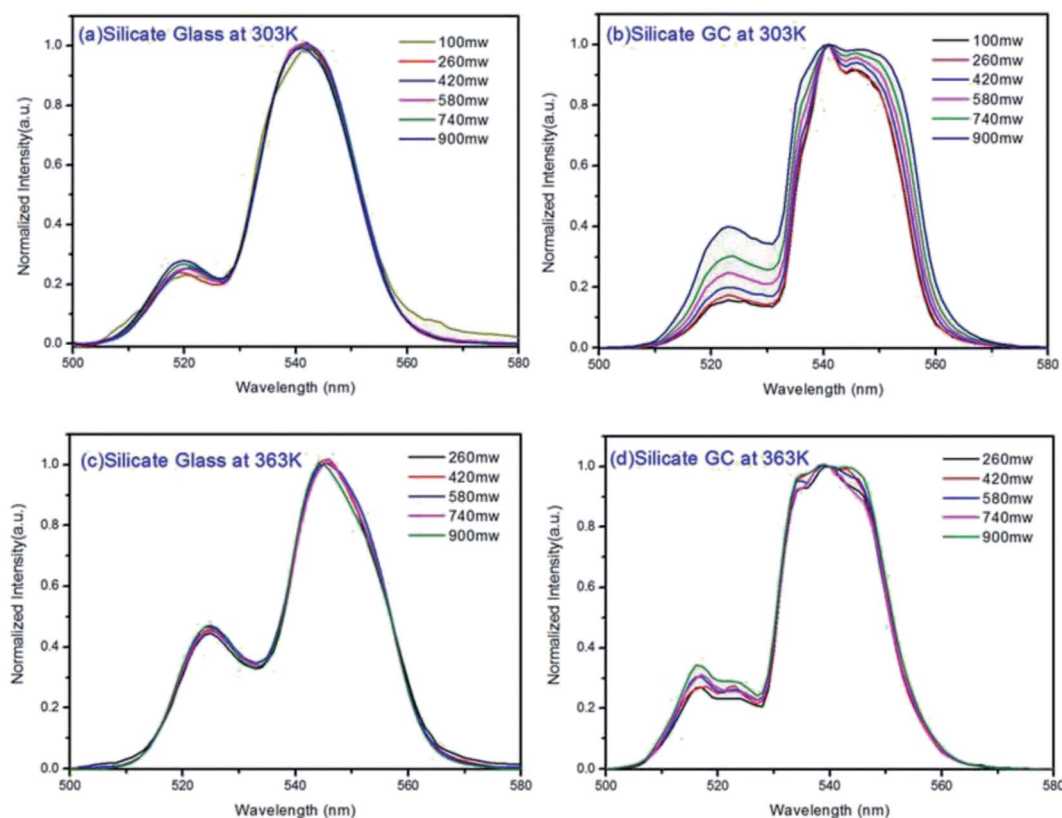 (a)Silicate Glass at 303K
100mw
260mw
420mw
580mw
740mw
900mw
Normalized Intensity(a.u.)
1.0
0.8
0.6
0.4
0.2
0.0
500
520
540
560
580
Wavelength (nm)
(b)Silicate GC at 303K
100mw
260mw
420mw
580mw
740mw
900mw
Normalized Intensity(a.u.)
1.0
0.8
0.6
0.4
0.2
0.0
500
520
540
560
580
Wavelength (nm)
(c)Silicate Glass at 363K
260mw
420mw
580mw
740mw
900mw
Normalized Intensity(a.u.)
1.0
0.8
0.6
0.4
0.2
0.0
500
520
540
560
580
Wavelength (nm)
(d)Silicate GC at 363K
260mw
420mw
580mw
740mw
900mw
Normalized Intensity(a.u.)
1.0
0.8
0.6
0.4
0.2
0.0
500
520
540
560
580
Wavelength (nm)